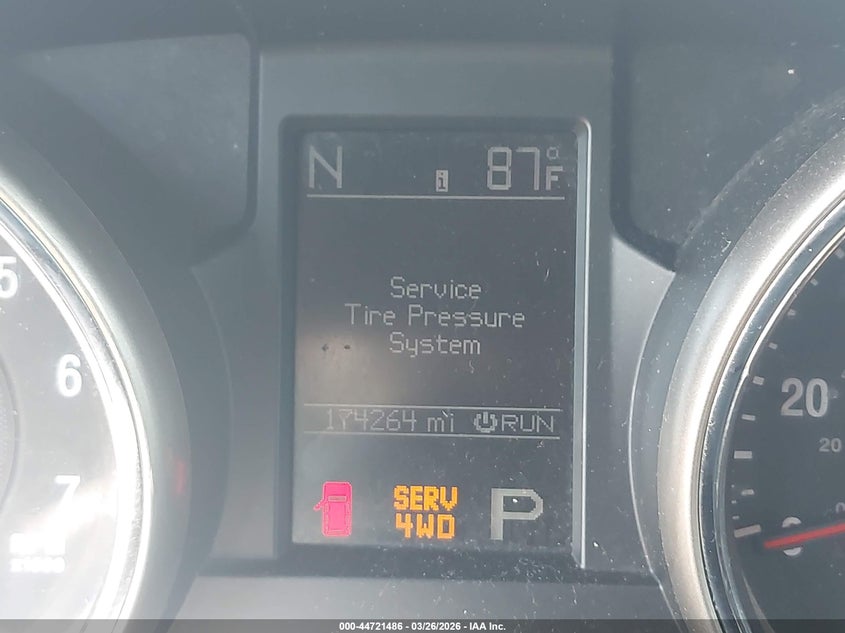 N i 87°F
Service
Tire Pressure
System
174264 mi RUN
SERV
4WD
P
5
6
7
20
20
0
000-44721486 - 03/26/2026 - IAA Inc.